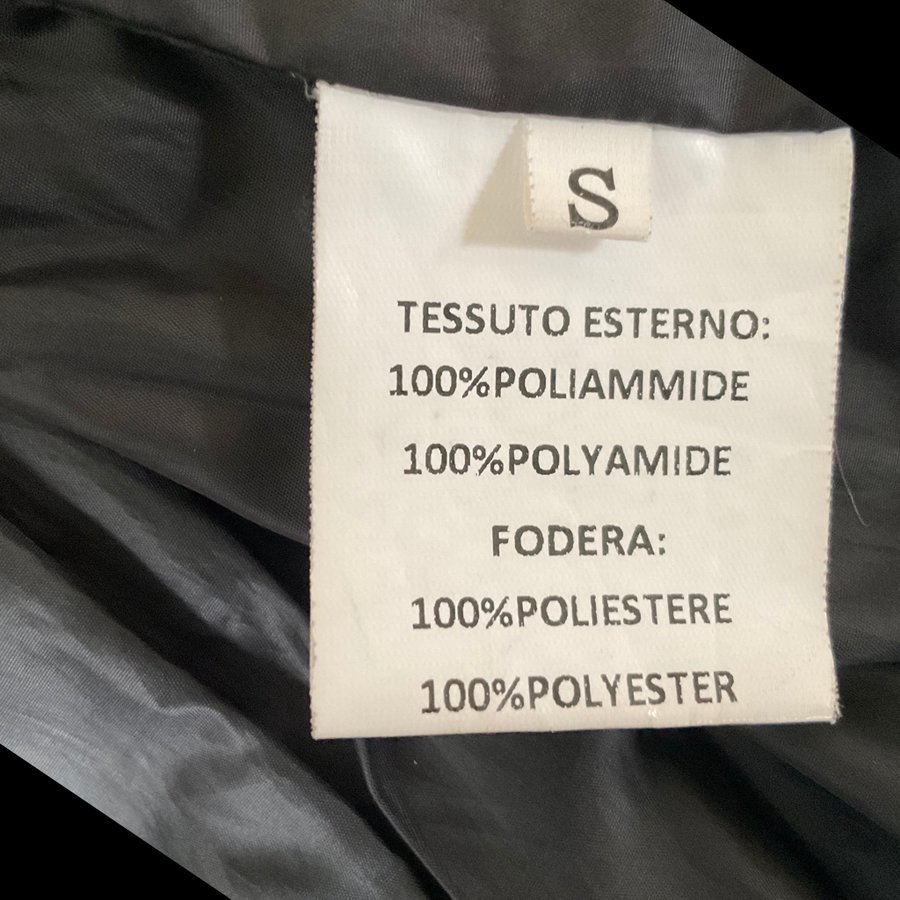 S
TESSUTO ESTERNO:
100%POLIAMMIDE
100%POLYAMIDE
FODERA:
100%POLIESTERE
100%POLYESTER